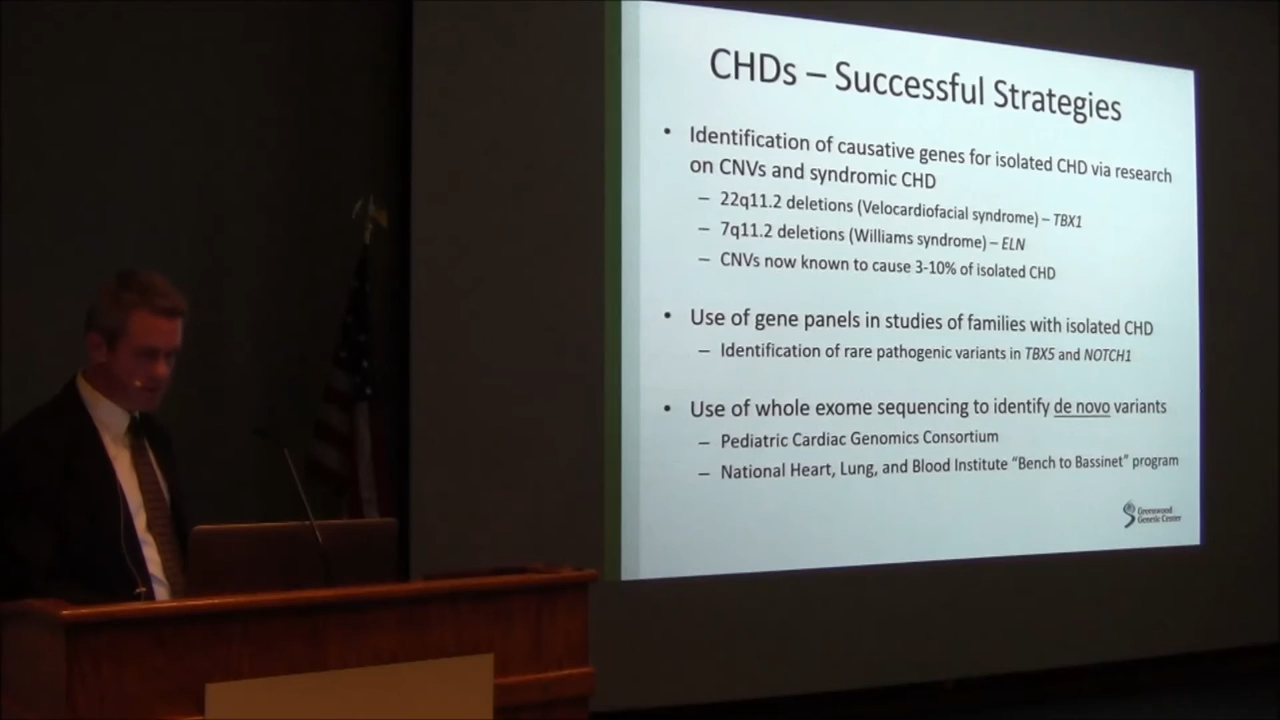 CHDs – Successful Strategies
• Identification of causative genes for isolated CHD via research
on CNVs and syndromic CHD
– 22q11.2 deletions (Velocardiofacial syndrome) – TBX1
– 7q11.2 deletions (Williams syndrome) – ELN
– CNVs now known to cause 3-10% of isolated CHD
• Use of gene panels in studies of families with isolated CHD
– Identification of rare pathogenic variants in TBX5 and NOTCH1
• Use of whole exome sequencing to identify de novo variants
– Pediatric Cardiac Genomics Consortium
– National Heart, Lung, and Blood Institute “Bench to Bassinet” program
Greenwood
Genetic Center